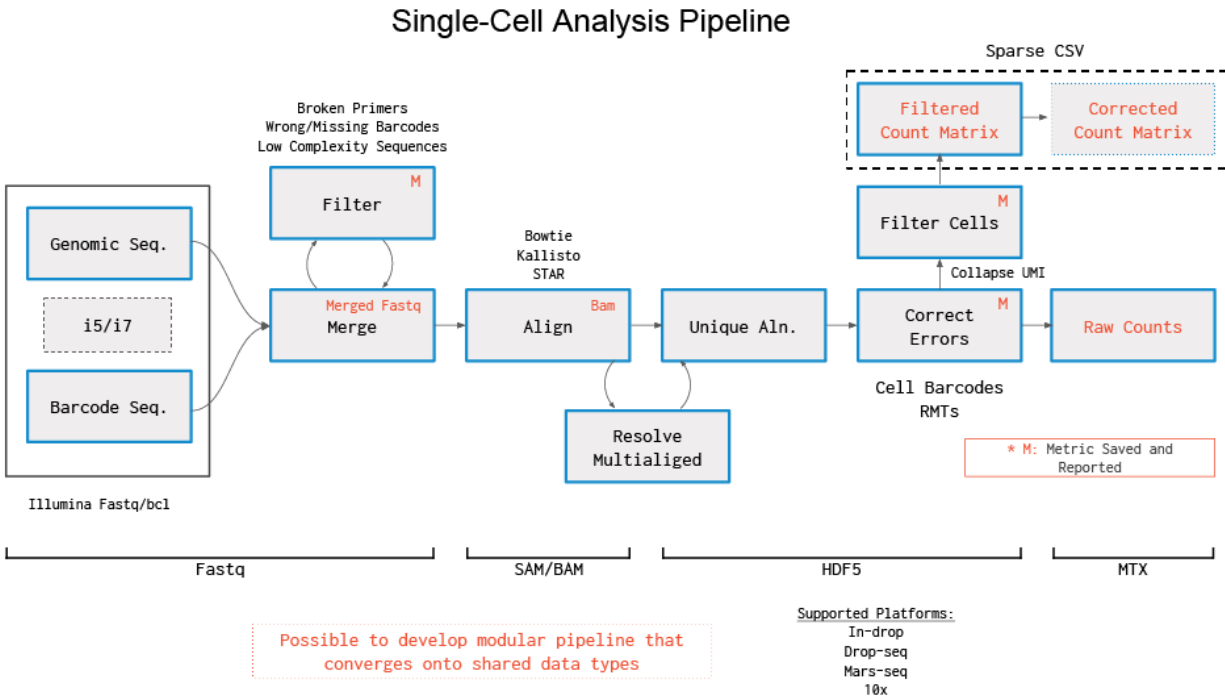 Single-Cell Analysis Pipeline
Sparse CSV
Filtered
Count Matrix
Corrected
Count Matrix
Broken Primers
Wrong/Missing Barcodes
Low Complexity Sequences
M
Filter
M
Filter Cells
Genomic Seq.
Bowtie
Kallisto
STAR
Collapse UMI
i5/i7
Merged Fastq
Merge
Bam
Align
Unique Aln.
M
Correct
Errors
Raw Counts
Barcode Seq.
Cell Barcodes
RMTs
Resolve
Multialiged
* M: Metric Saved and
Reported
Illumina Fastq/bcl
Fastq
SAM/BAM
HDF5
MTX
Possible to develop modular pipeline that
converges onto shared data types
Supported Platforms:
In-drop
Drop-seq
Mars-seq
10x